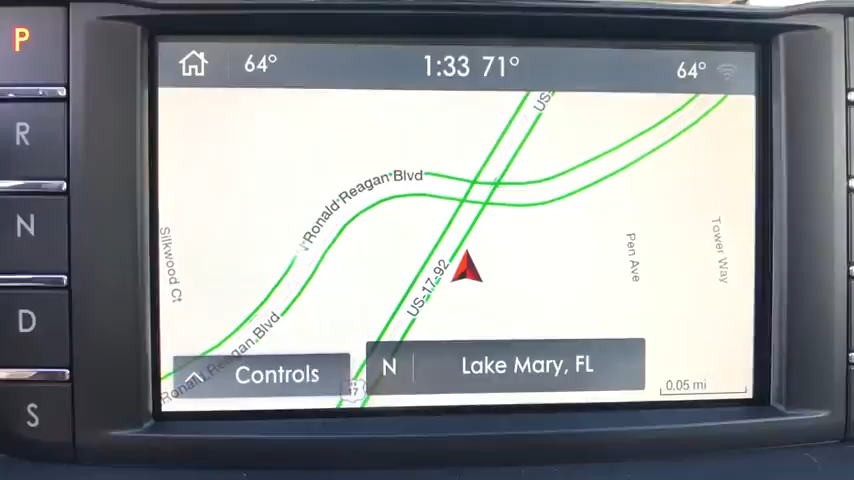 P
R
N
D
S
64°
1:33 71°
64°
US-
N Ronald Reagan Blvd
Silkwood Ct
US-17-92
Pen Ave
Tower Way
Ronald Reagan Blvd
17
Controls
N
Lake Mary, FL
0.05 mi